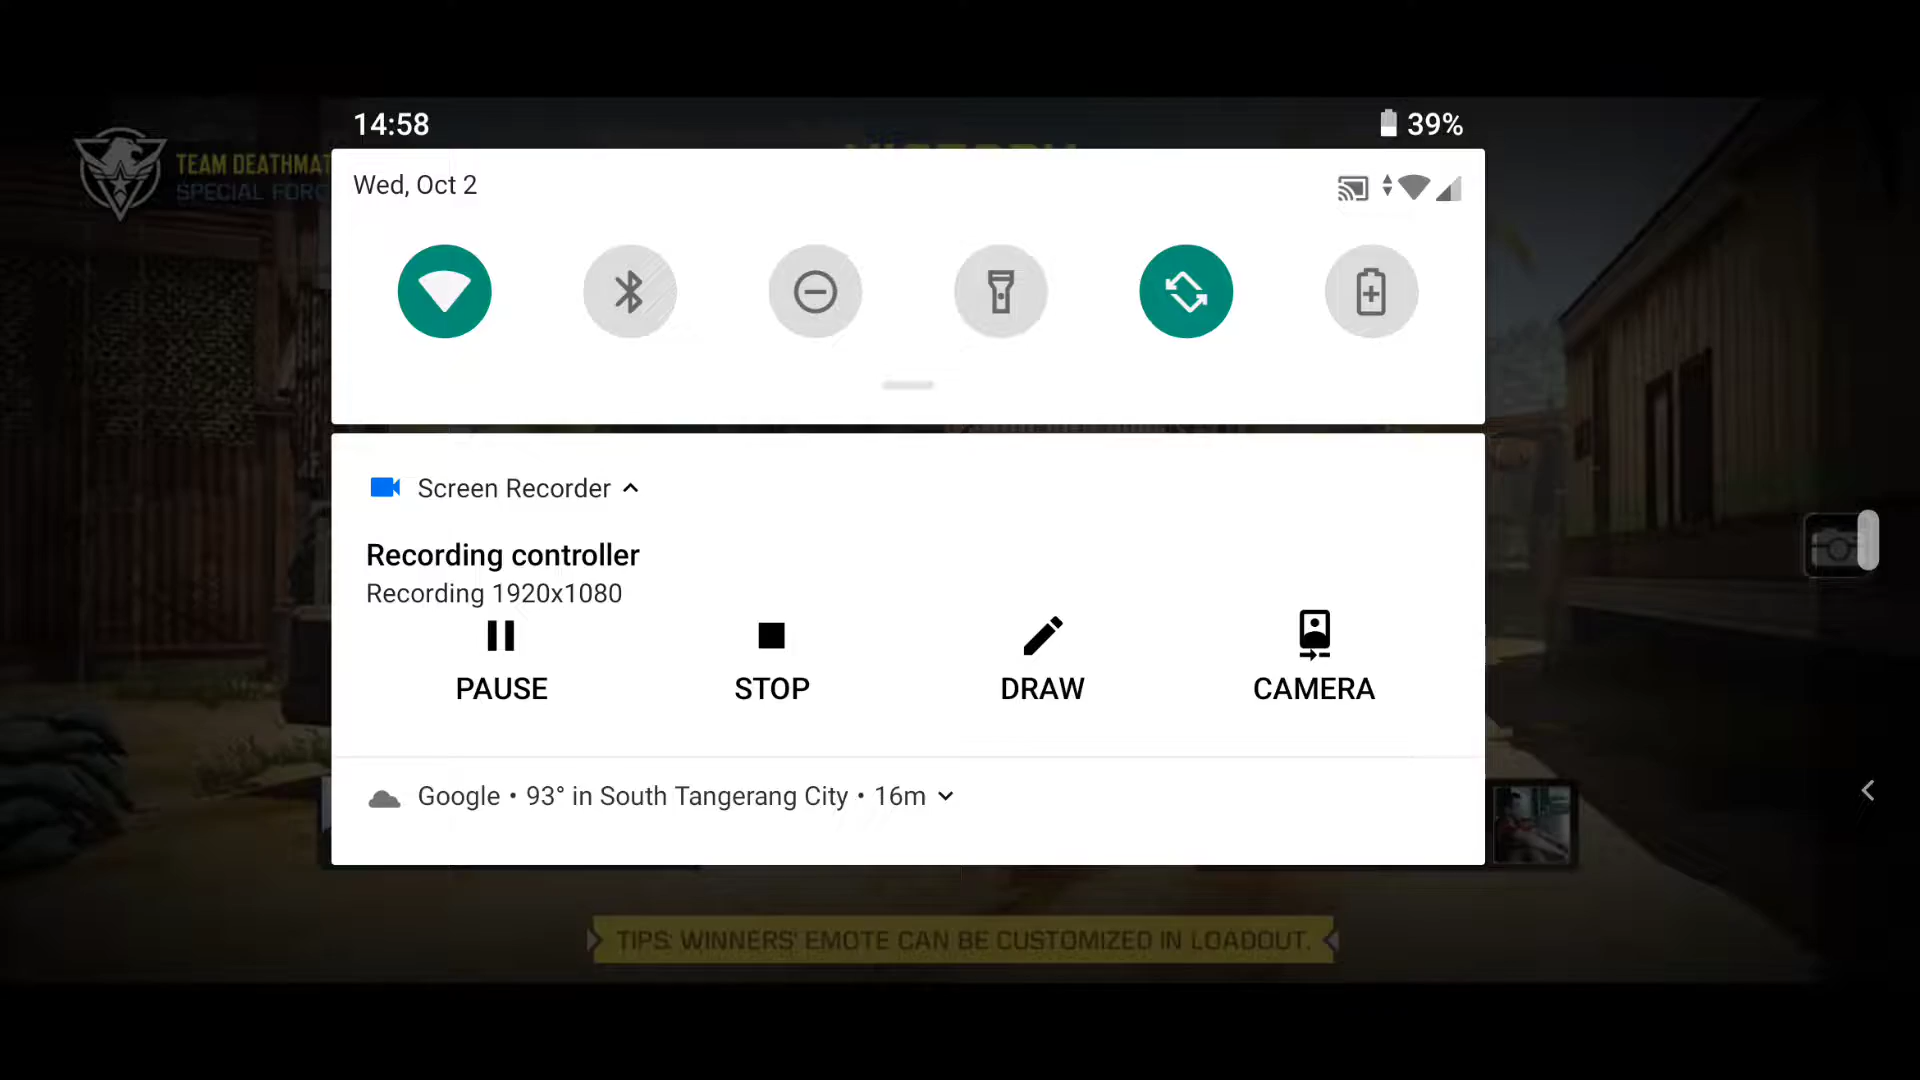 14:58
39%
TEAM DEATHMAT
SPECIAL FORC
VICTORY
Wed, Oct 2
Screen Recorder
Recording controller
Recording 1920x1080
PAUSE
STOP
DRAW
CAMERA
Google • 93° in South Tangerang City • 16m
TIPS: WINNERS' EMOTE CAN BE CUSTOMIZED IN LOADOUT.